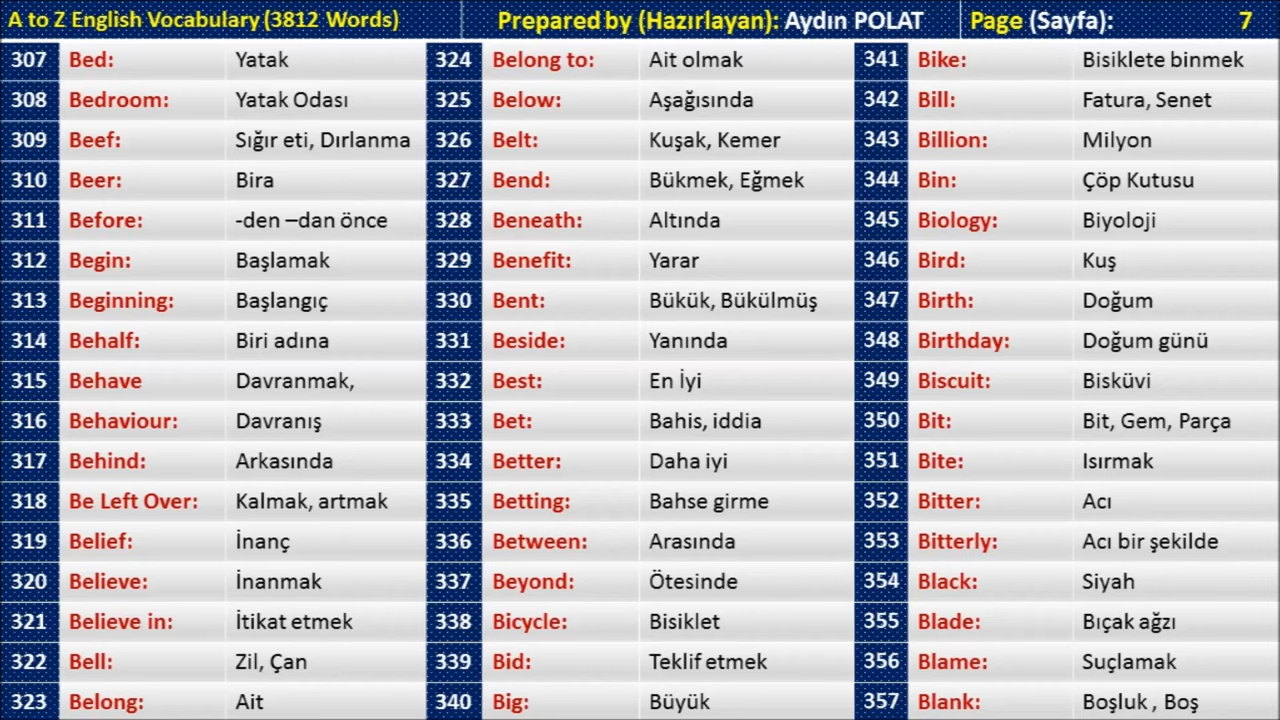 A to Z English Vocabulary (3812 Words) Prepared by (Hazırlayan): Aydın POLAT Page (Sayfa): 7
307 Bed: Yatak 324 Belong to: Ait olmak 341 Bike: Bisiklete binmek
308 Bedroom: Yatak Odası 325 Below: Aşağısında 342 Bill: Fatura, Senet
309 Beef: Sığır eti, Dırlanma 326 Belt: Kuşak, Kemer 343 Billion: Milyon
310 Beer: Bira 327 Bend: Bükmek, Eğmek 344 Bin: Çöp Kutusu
311 Before: -den –dan önce 328 Beneath: Altında 345 Biology: Biyoloji
312 Begin: Başlamak 329 Benefit: Yarar 346 Bird: Kuş
313 Beginning: Başlangıç 330 Bent: Bükük, Bükülmüş 347 Birth: Doğum
314 Behalf: Biri adına 331 Beside: Yanında 348 Birthday: Doğum günü
315 Behave Davranmak, 332 Best: En İyi 349 Biscuit: Bisküvi
316 Behaviour: Davranış 333 Bet: Bahis, iddia 350 Bit: Bit, Gem, Parça
317 Behind: Arkasında 334 Better: Daha iyi 351 Bite: Isırmak
318 Be Left Over: Kalmak, artmak 335 Betting: Bahse girme 352 Bitter: Acı
319 Belief: İnanç 336 Between: Arasında 353 Bitterly: Acı bir şekilde
320 Believe: İnanmak 337 Beyond: Ötesinde 354 Black: Siyah
321 Believe in: İtikat etmek 338 Bicycle: Bisiklet 355 Blade: Bıçak ağzı
322 Bell: Zil, Çan 339 Bid: Teklif etmek 356 Blame: Suçlamak
323 Belong: Ait 340 Big: Büyük 357 Blank: Boşluk , Boş